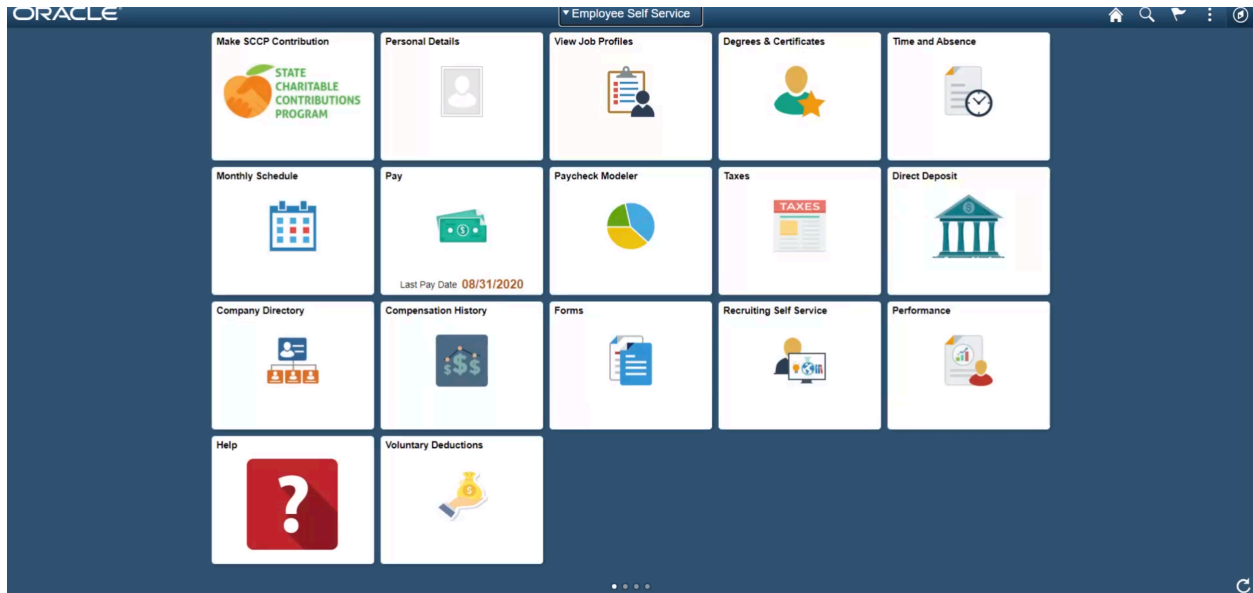 ORACLE
Employee Self Service
Make SCCP Contribution
STATE
CHARITABLE
CONTRIBUTIONS
PROGRAM
Personal Details
View Job Profiles
Degrees & Certificates
Time and Absence
Monthly Schedule
Pay
Last Pay Date 08/31/2020
Paycheck Modeler
Taxes
TAXES
Direct Deposit
Company Directory
Compensation History
$$$
Forms
Recruiting Self Service
Performance
Help
?
Voluntary Deductions